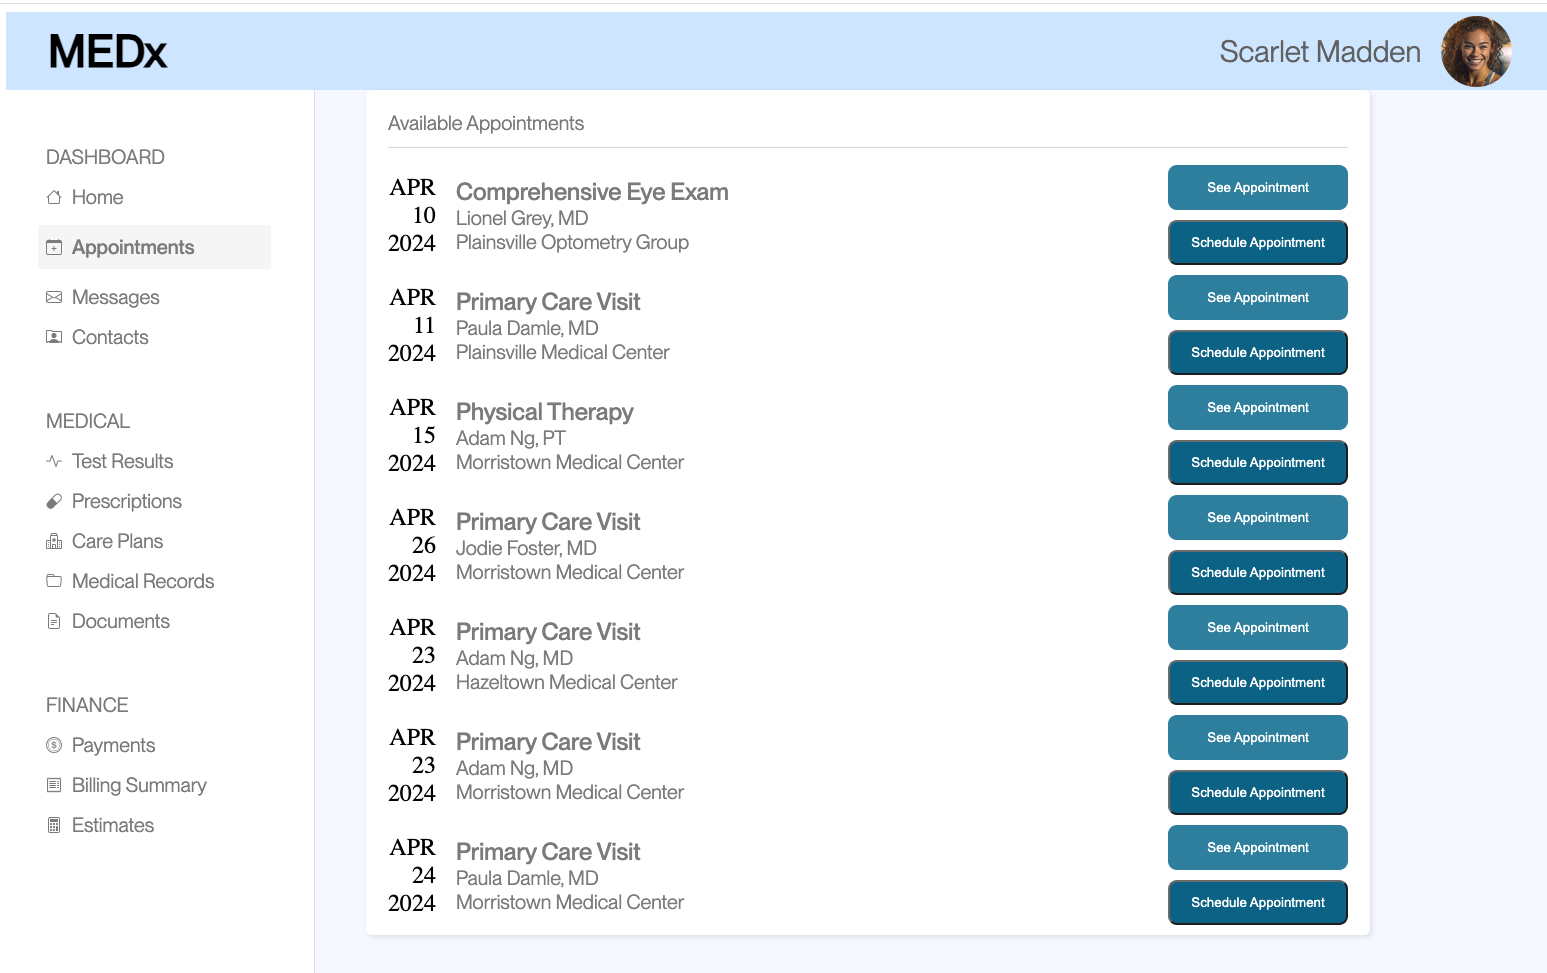 MEDx
Scarlet Madden
DASHBOARD
Home
Appointments
Messages
Contacts
MEDICAL
Test Results
Prescriptions
Care Plans
Medical Records
Documents
FINANCE
Payments
Billing Summary
Estimates
Available Appointments
APR
10
2024
Comprehensive Eye Exam
Lionel Grey, MD
Plainsville Optometry Group
See Appointment
Schedule Appointment
APR
11
2024
Primary Care Visit
Paula Damle, MD
Plainsville Medical Center
See Appointment
Schedule Appointment
APR
15
2024
Physical Therapy
Adam Ng, PT
Morristown Medical Center
See Appointment
Schedule Appointment
APR
26
2024
Primary Care Visit
Jodie Foster, MD
Morristown Medical Center
See Appointment
Schedule Appointment
APR
23
2024
Primary Care Visit
Adam Ng, MD
Hazeltown Medical Center
See Appointment
Schedule Appointment
APR
23
2024
Primary Care Visit
Adam Ng, MD
Morristown Medical Center
See Appointment
Schedule Appointment
APR
24
2024
Primary Care Visit
Paula Damle, MD
Morristown Medical Center
See Appointment
Schedule Appointment